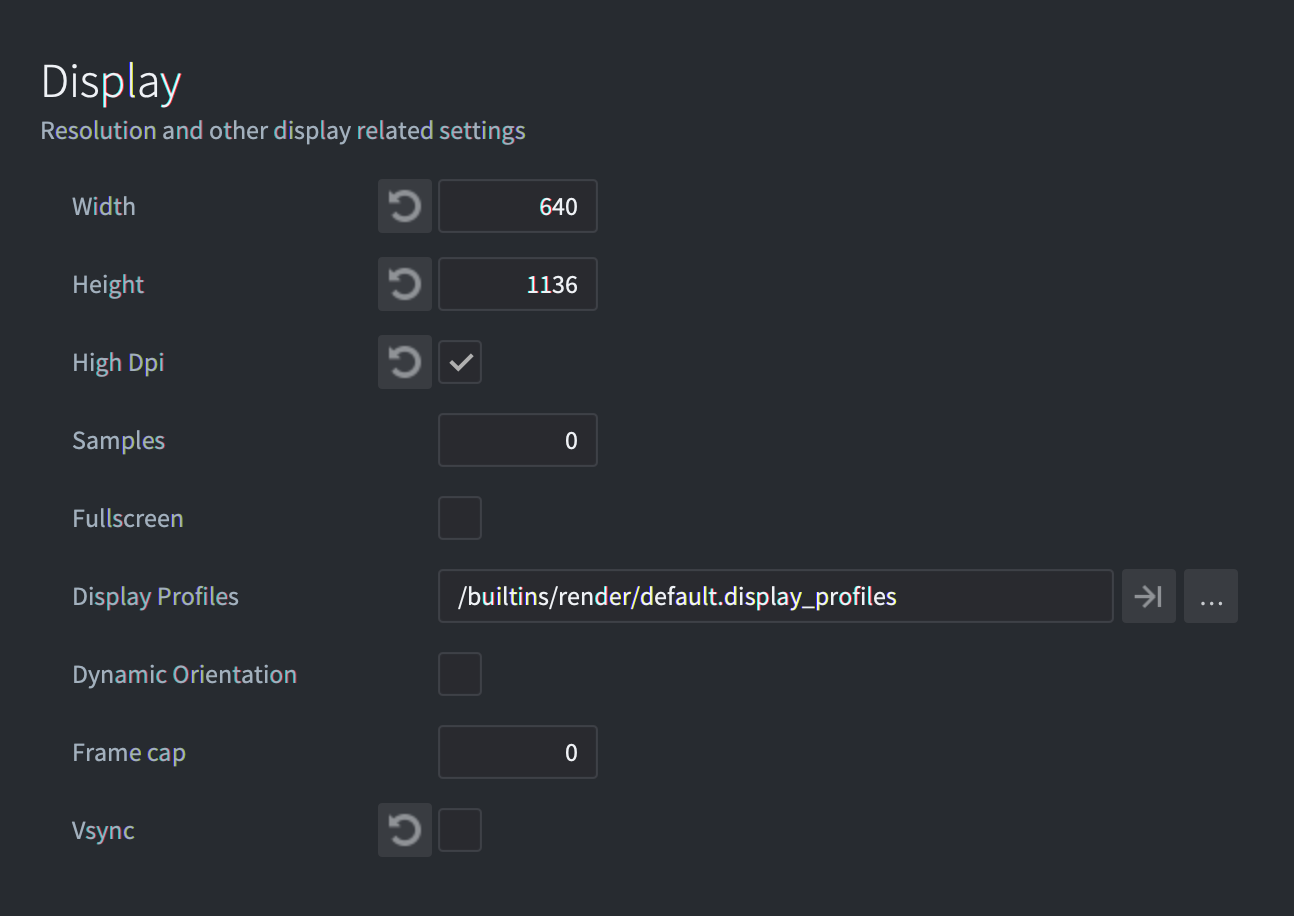 Display
Resolution and other display related settings
Width 640
Height 1136
High Dpi
Samples 0
Fullscreen
Display Profiles /builtins/render/default.display_profiles ...
Dynamic Orientation
Frame cap 0
Vsync